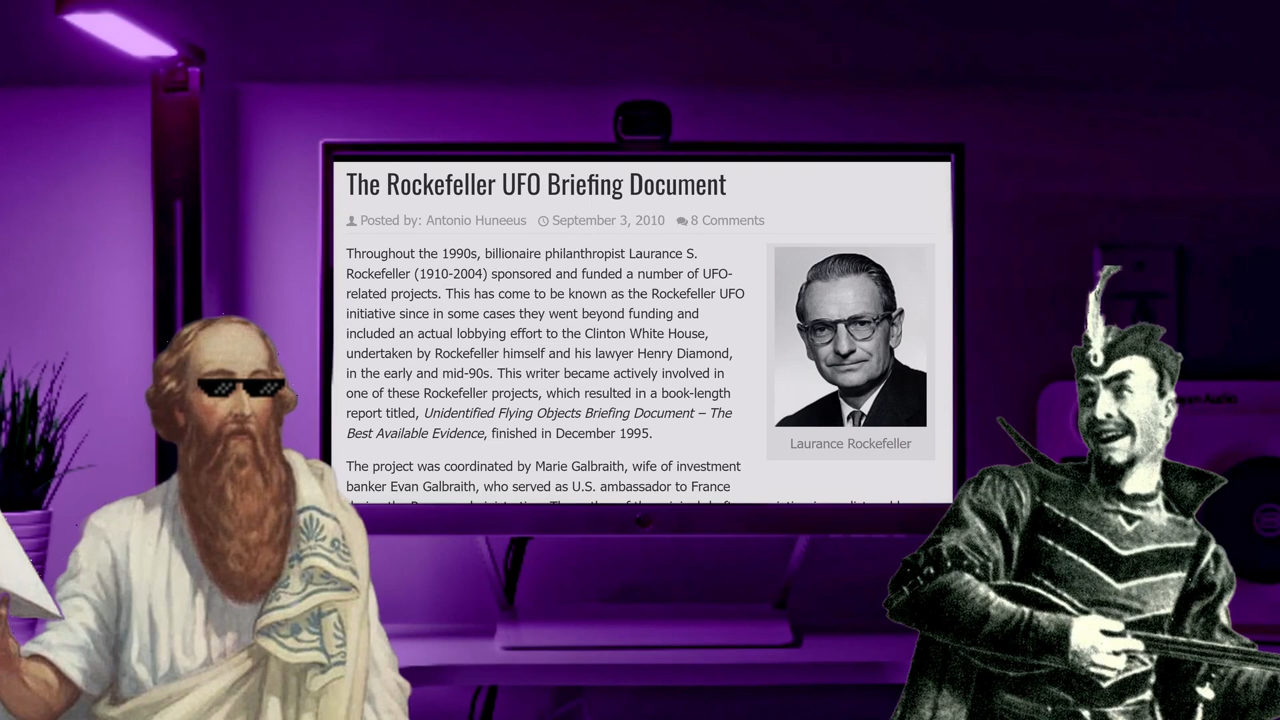 The Rockefeller UFO Briefing Document
Posted by: Antonio Huneeus September 3, 2010 8 Comments
Throughout the 1990s, billionaire philanthropist Laurance S.
Rockefeller (1910-2004) sponsored and funded a number of UFO-
related projects. This has come to be known as the Rockefeller UFO
initiative since in some cases they went beyond funding and
included an actual lobbying effort to the Clinton White House,
undertaken by Rockefeller himself and his lawyer Henry Diamond,
in the early and mid-90s. This writer became actively involved in
one of these Rockefeller projects, which resulted in a book-length
report titled, Unidentified Flying Objects Briefing Document – The
Best Available Evidence, finished in December 1995.
Laurance Rockefeller
The project was coordinated by Marie Galbraith, wife of investment
banker Evan Galbraith, who served as U.S. ambassador to France